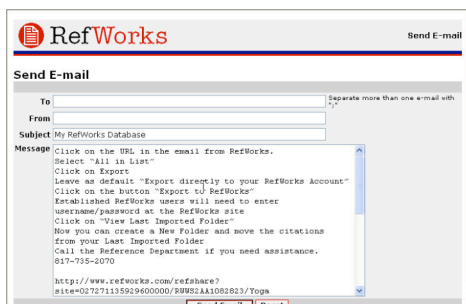 RefWorks
Send E-mail
Send E-mail
To
Separate more than one e-mail with ";"
From
Subject My RefWorks Database
Message Click on the URL in the email from RefWorks.
Select "All in List"
Click on Export
Leave as default "Export directly to your RefWorks Account"
Click on the button "Export to RefWorks"
Established RefWorks users will need to enter
username/password at the RefWorks site
Click on "View Last Imported Folder"
Now you can create a New Folder and move the citations
from your Last Imported Folder
Call the Reference Department if you need assistance.
817-735-2070
http://www.refworks.com/refshare?
site=027271135929600000/RWWS2AA1082823/Yoga
Send E-mail Reset